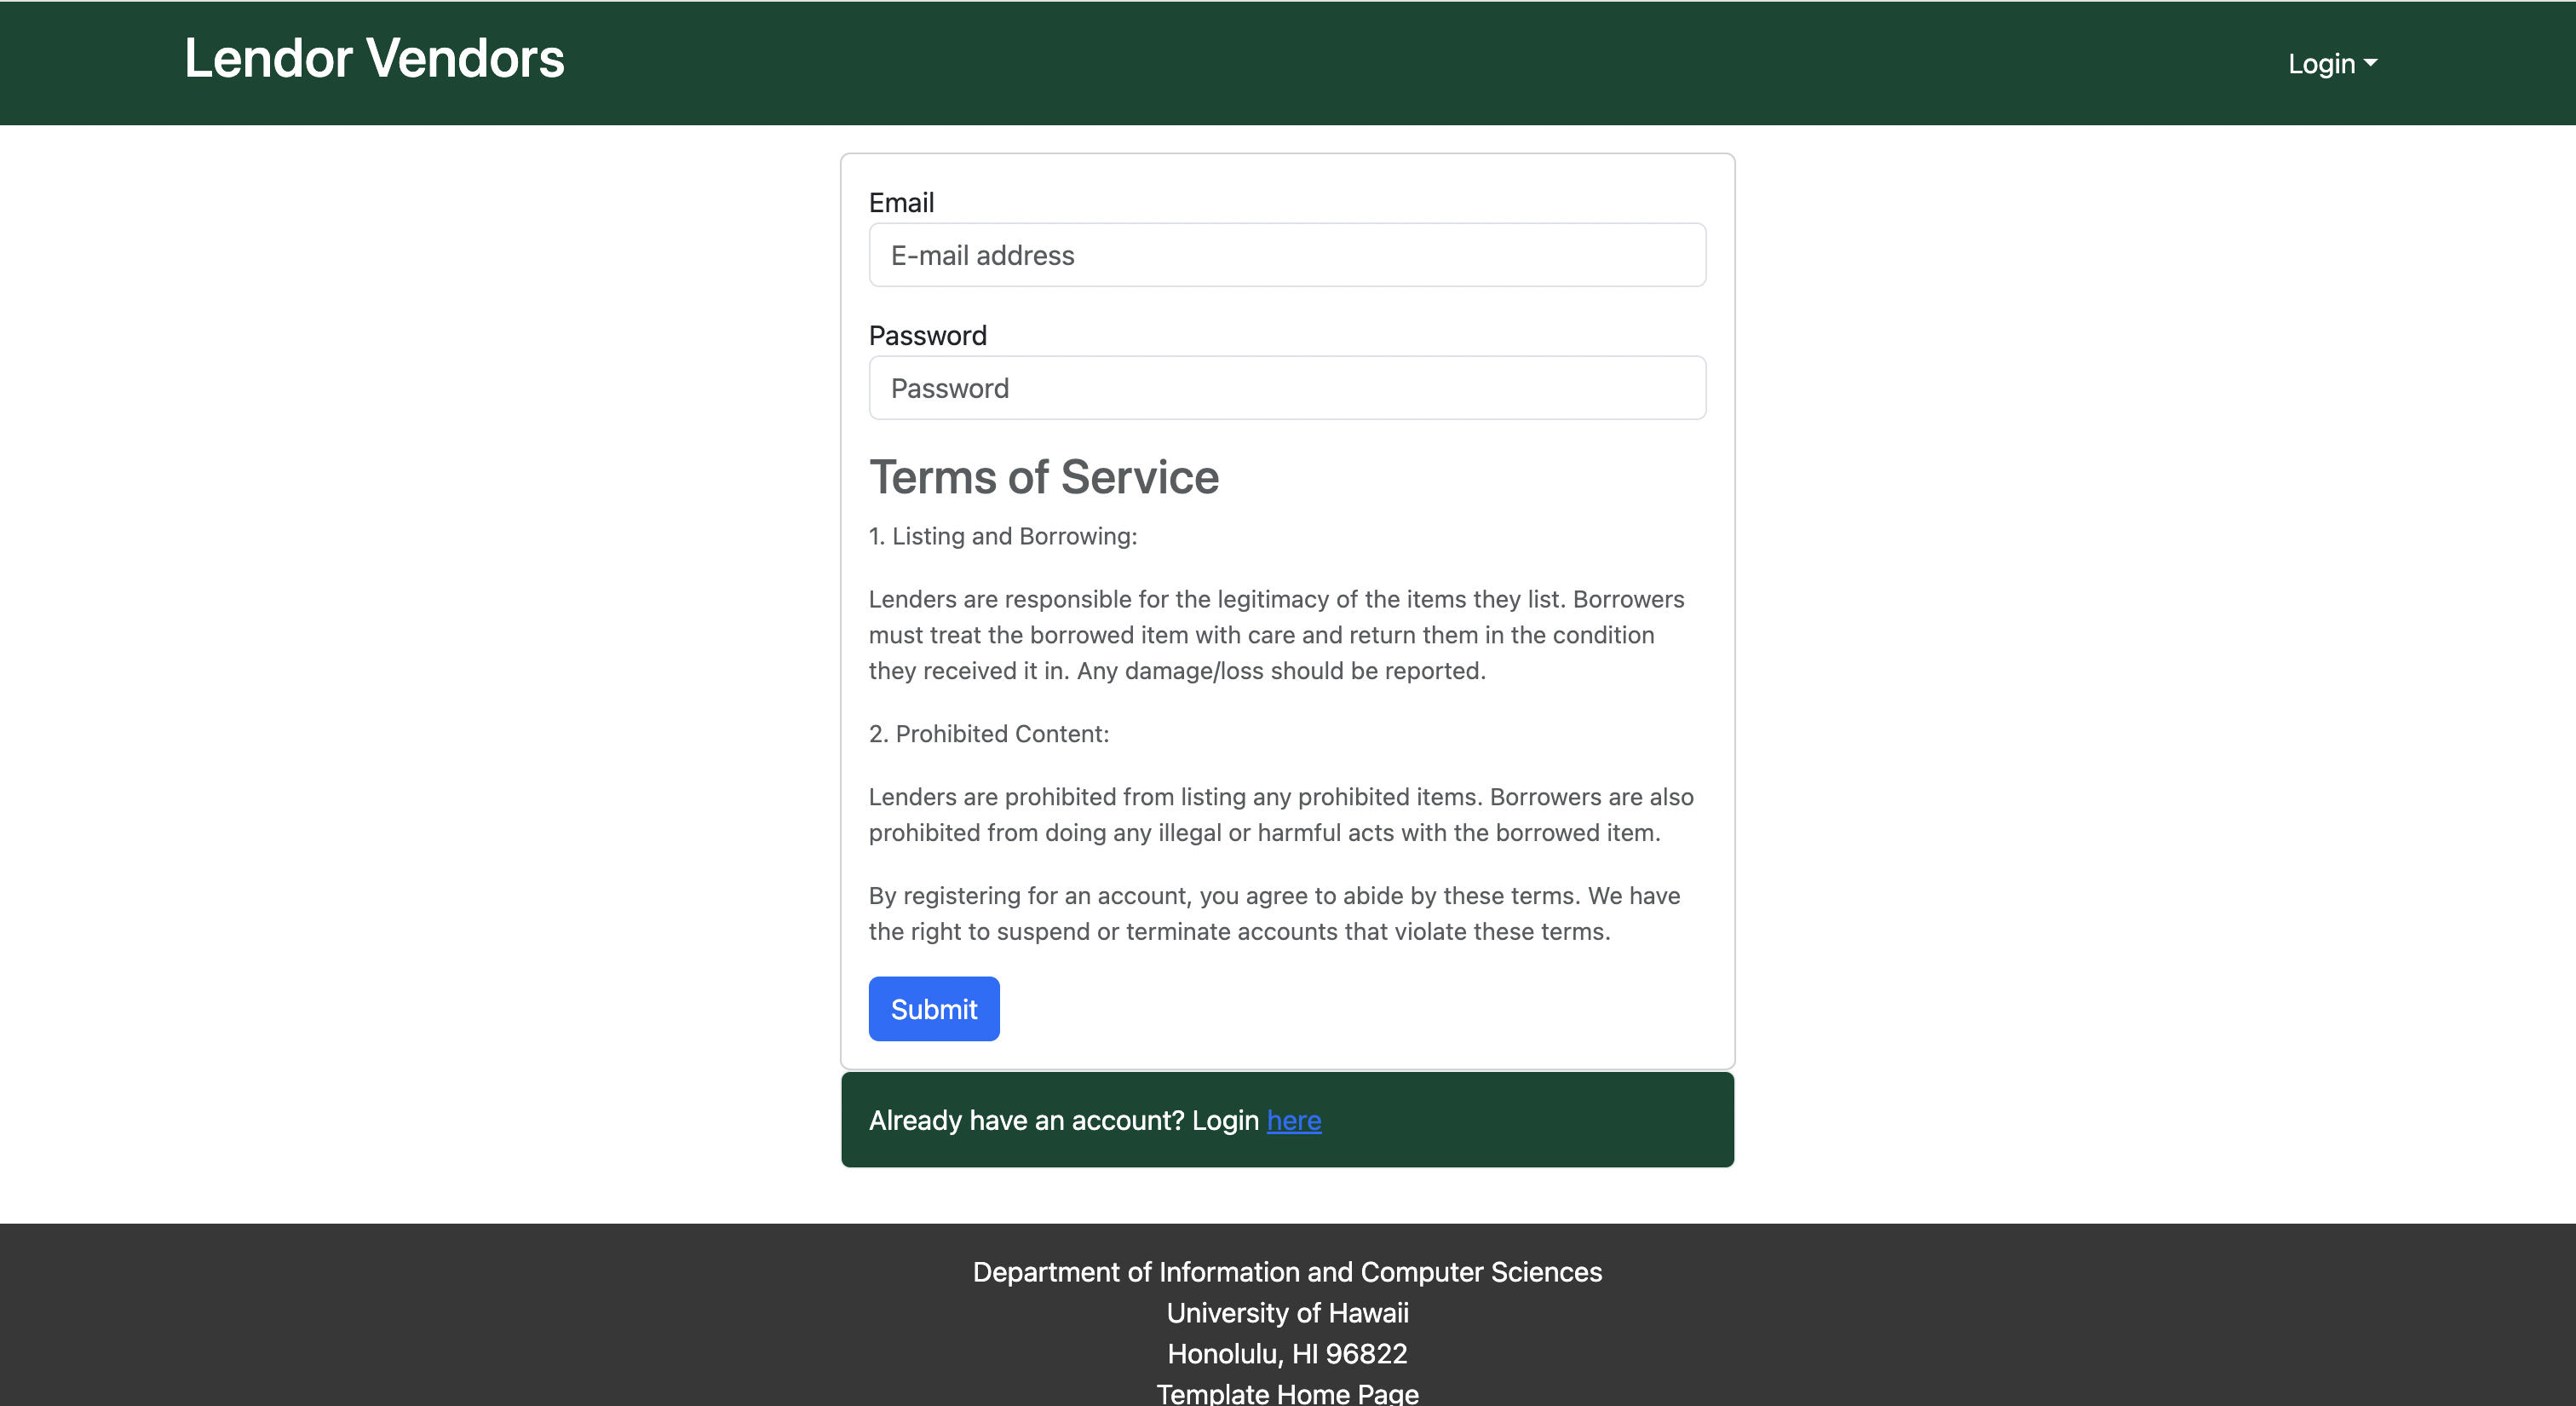 Lendor Vendors
Login
Email
E-mail address
Password
Password
Terms of Service
1. Listing and Borrowing:
Lenders are responsible for the legitimacy of the items they list. Borrowers
must treat the borrowed item with care and return them in the condition
they received it in. Any damage/loss should be reported.
2. Prohibited Content:
Lenders are prohibited from listing any prohibited items. Borrowers are also
prohibited from doing any illegal or harmful acts with the borrowed item.
By registering for an account, you agree to abide by these terms. We have
the right to suspend or terminate accounts that violate these terms.
Submit
Already have an account? Login here
Department of Information and Computer Sciences
University of Hawaii
Honolulu, HI 96822
Template Home Page